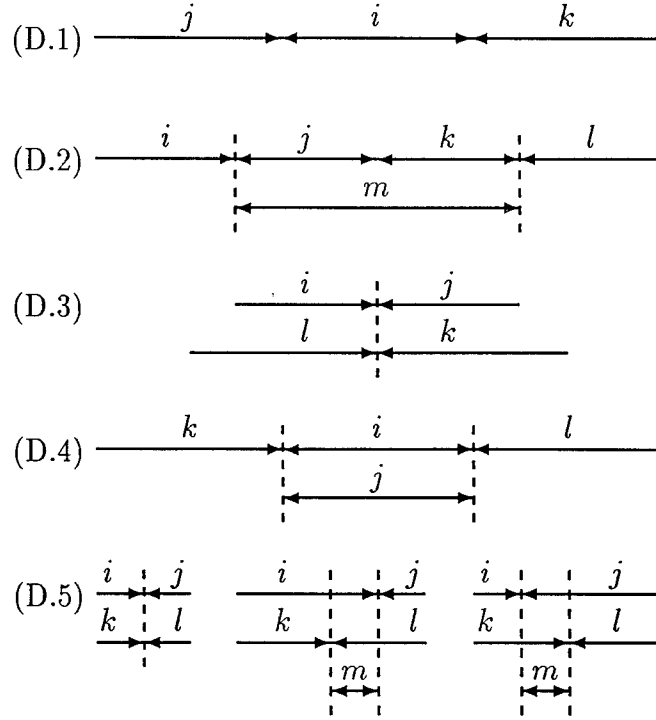 (D.1) j i k
(D.2) i j k l
m
(D.3) i j
l k
(D.4) k i l
j
(D.5) i j i j i j
k l k l k l
m m